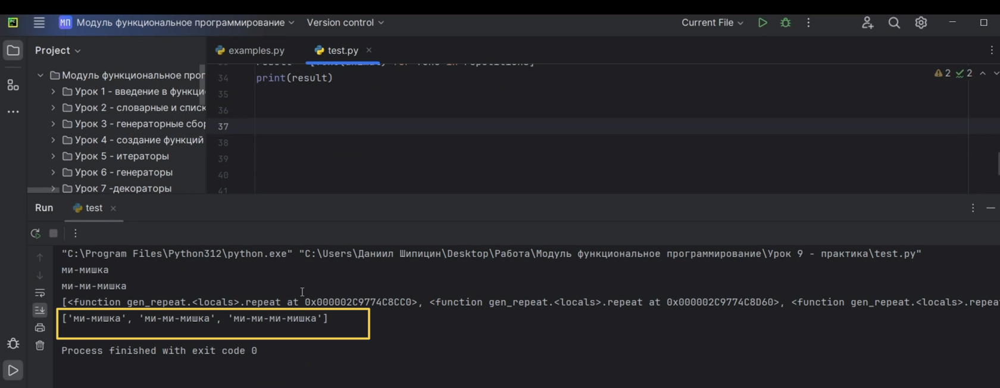 PC
МП Модуль функциональное программирование Version control Current File
Project
examples.py test.py
Модуль функциональное прог
Урок 1 - введение в функци
Урок 2 - словарные и списк
Урок 3 - генераторные сбор
Урок 4 - создание функций
Урок 5 - итераторы
Урок 6 - генераторы
Урок 7 -декораторы
34 print(result)
35
36
37
38
39
40
41
2 2
Run test
"C:\Program Files\Python312\python.exe" "C:\Users\Даниил Шипицин\Desktop\Работа\Модуль функциональное программирование\Урок 9 - практика\test.py"
ми-мишка
ми-ми-мишка
[<function gen_repeat.<locals>.repeat at 0x000002C9774C8CC0>, <function gen_repeat.<locals>.repeat at 0x000002C9774C8D60>, <function gen_repeat.<locals>.repea
['ми-мишка', 'ми-ми-мишка', 'ми-ми-ми-мишка']
Process finished with exit code 0